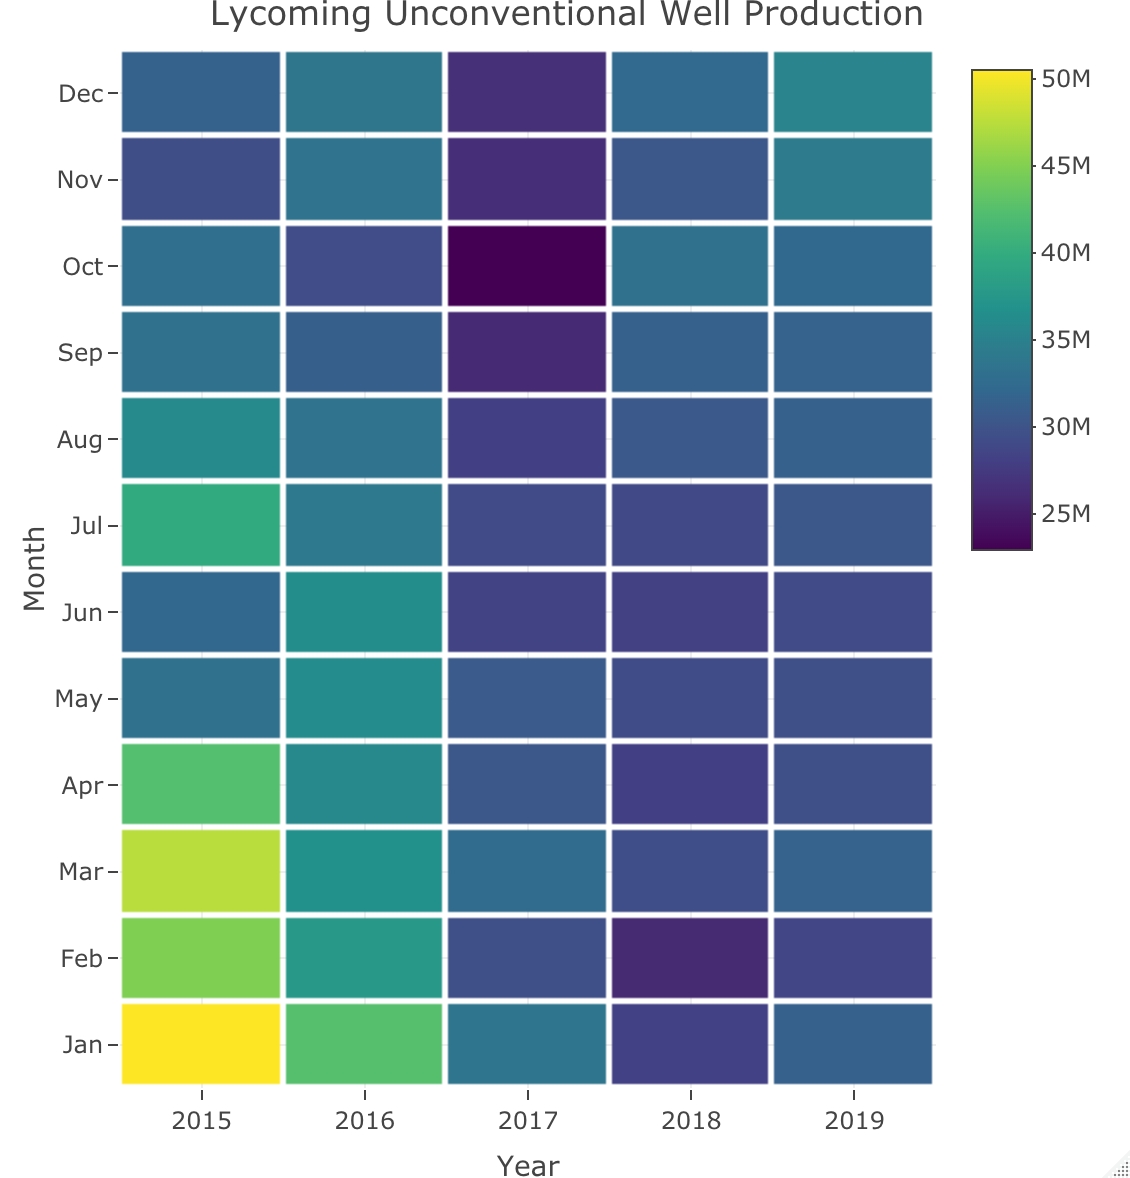 Lycoming Unconventional Well Production
Dec
Nov
Oct
Sep
Aug
Jul
Jun
May
Apr
Mar
Feb
Jan
Month
2015 2016 2017 2018 2019
Year
50M
45M
40M
35M
30M
25M